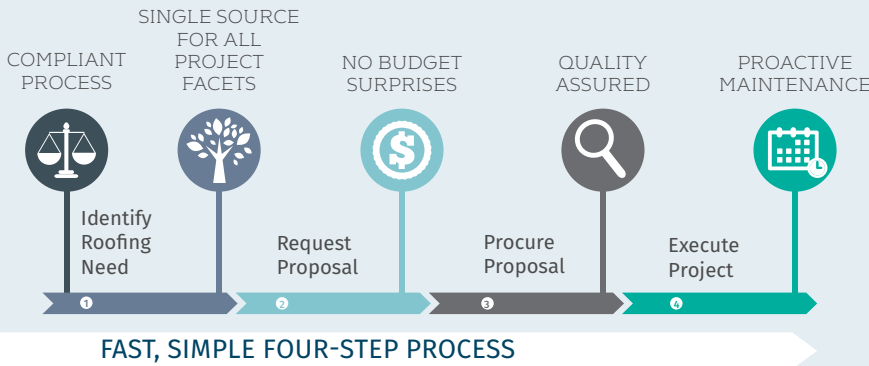 SINGLE SOURCE
FOR ALL
PROJECT
FACETS
COMPLIANT
PROCESS
NO BUDGET
SURPRISES
QUALITY
ASSURED
PROACTIVE
MAINTENANCE
$
Identify
Roofing
Need
Request
Proposal
Procure
Proposal
Execute
Project
1
2
3
4
FAST, SIMPLE FOUR-STEP PROCESS